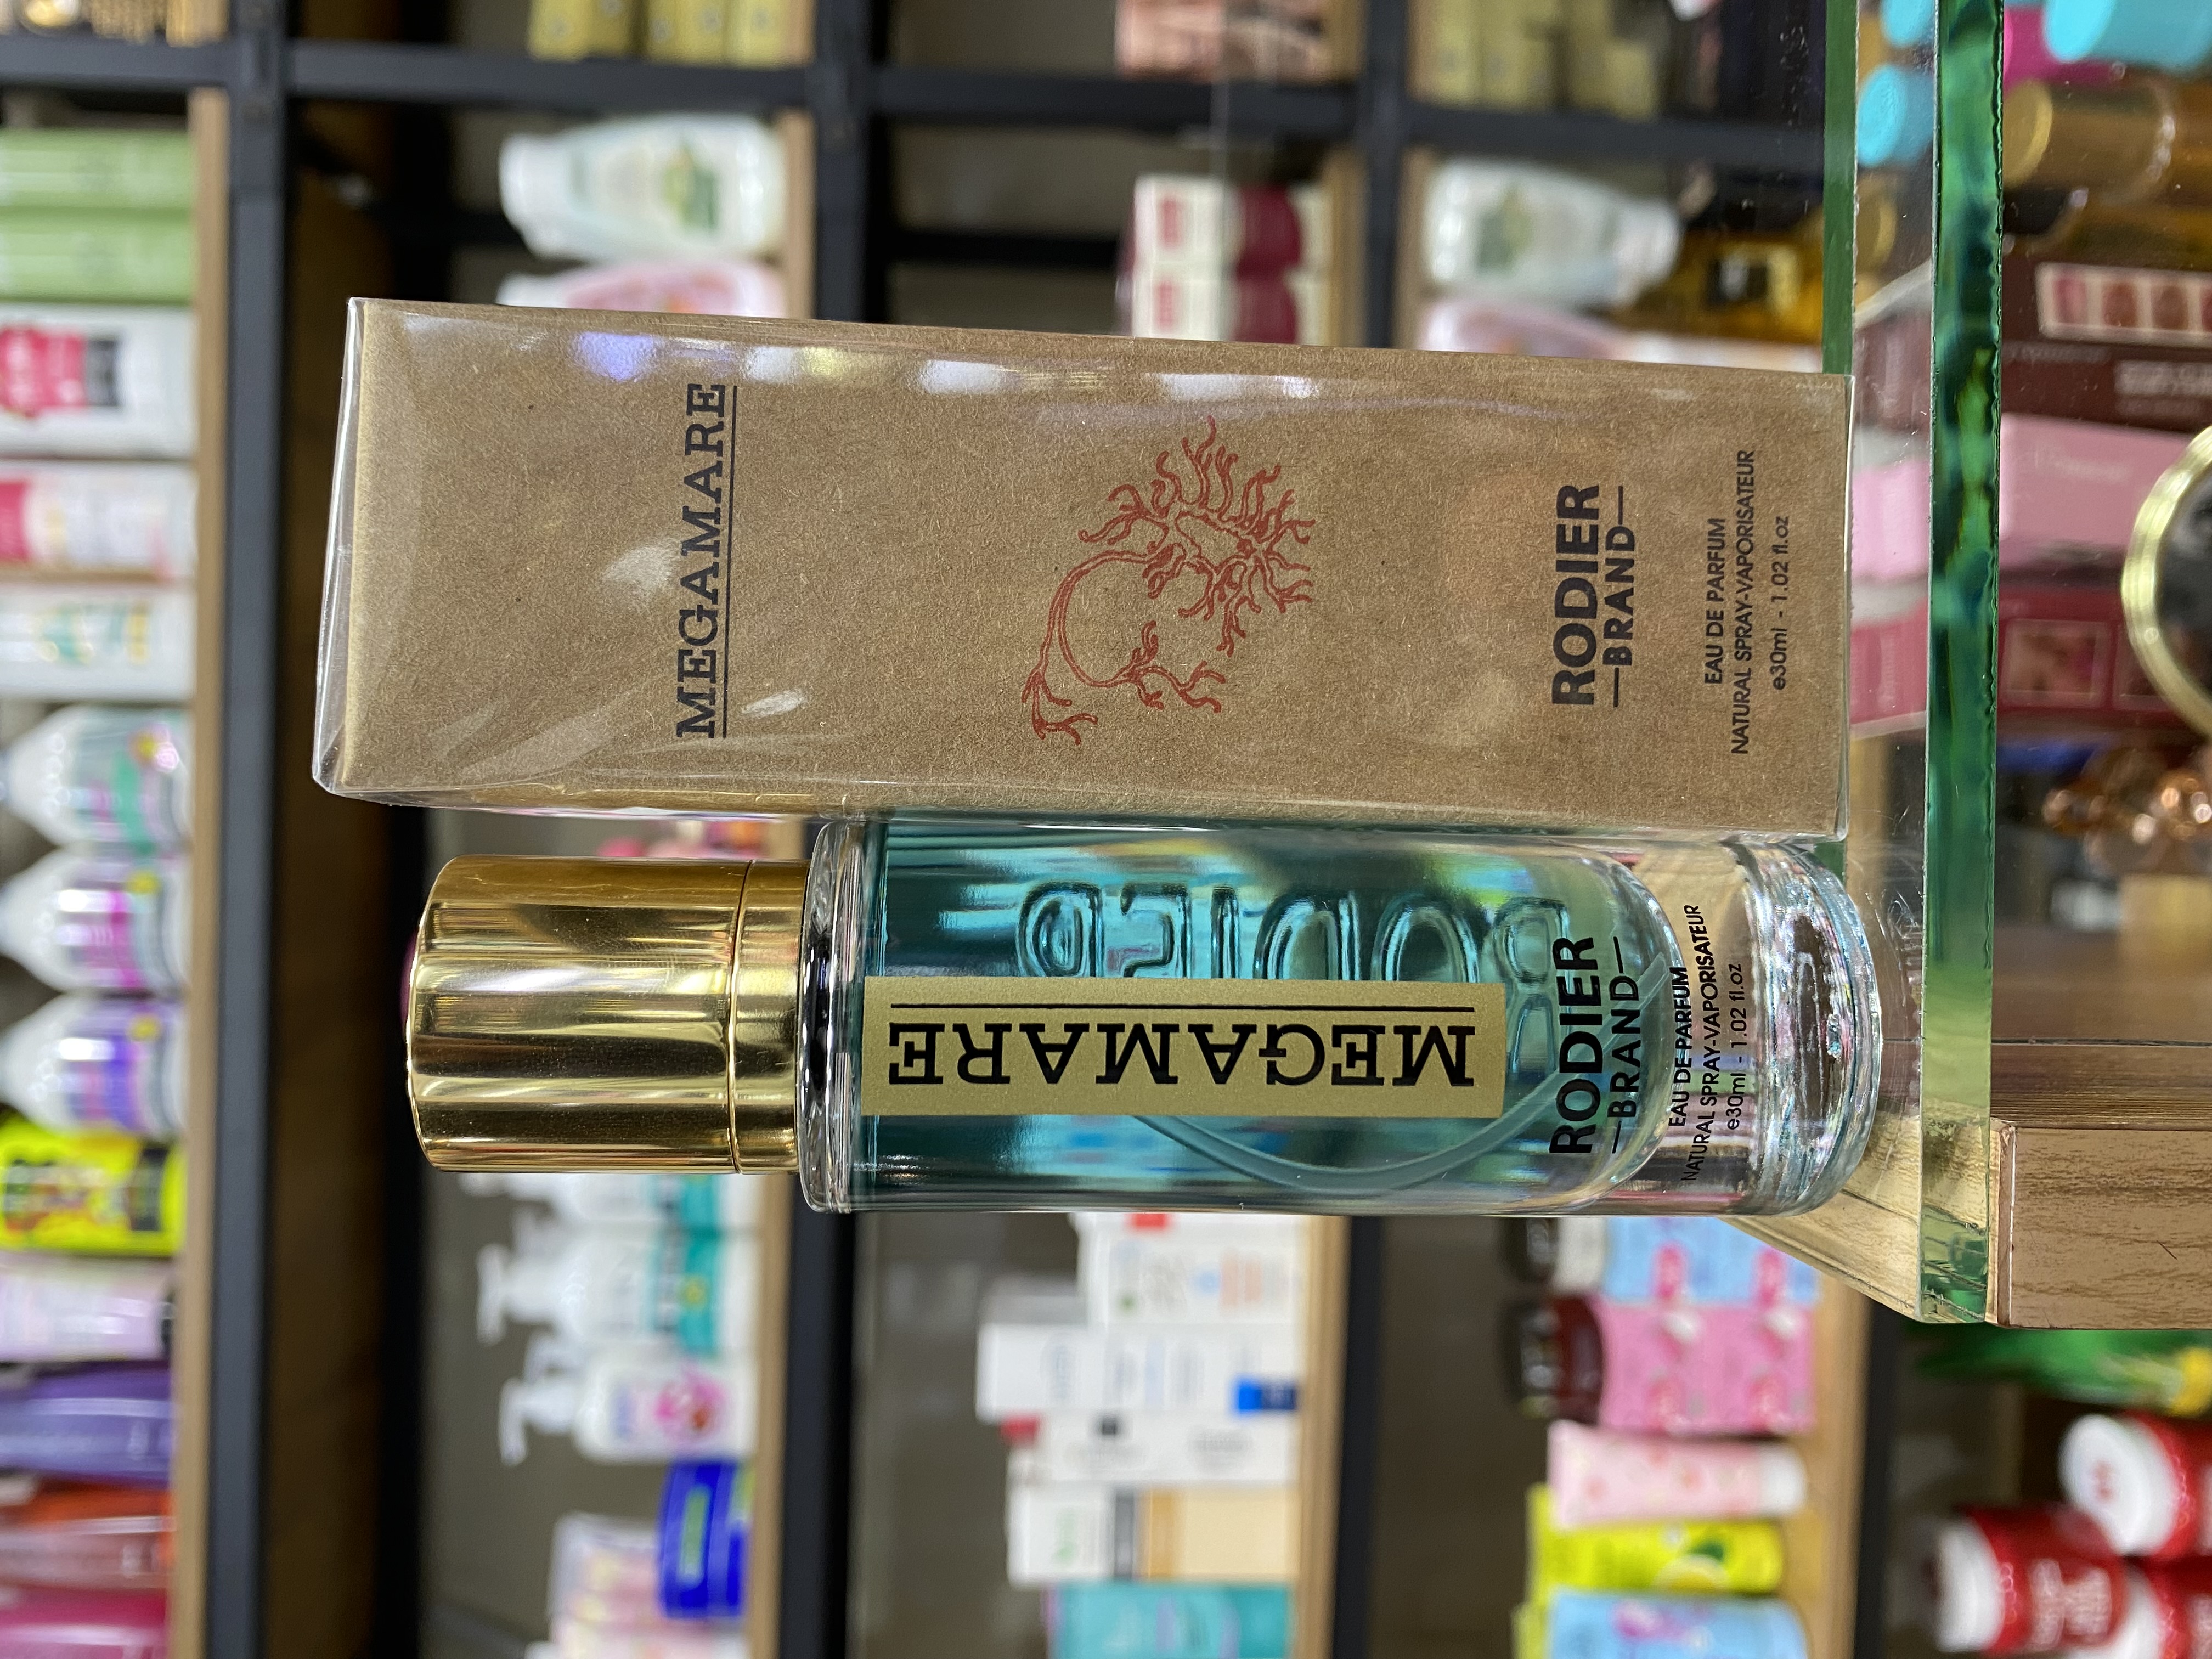 MEGAMARE
RODIER
BRAND
EAU DE PARFUM
NATURAL SPRAY-VAPORISATEUR
e30ml - 1.02 fl.oz
MEGAMARE
RODIER
RODIER
BRAND
EAU DE PARFUM
NATURAL SPRAY-VAPORISATEUR
e30ml - 1.02 fl.oz